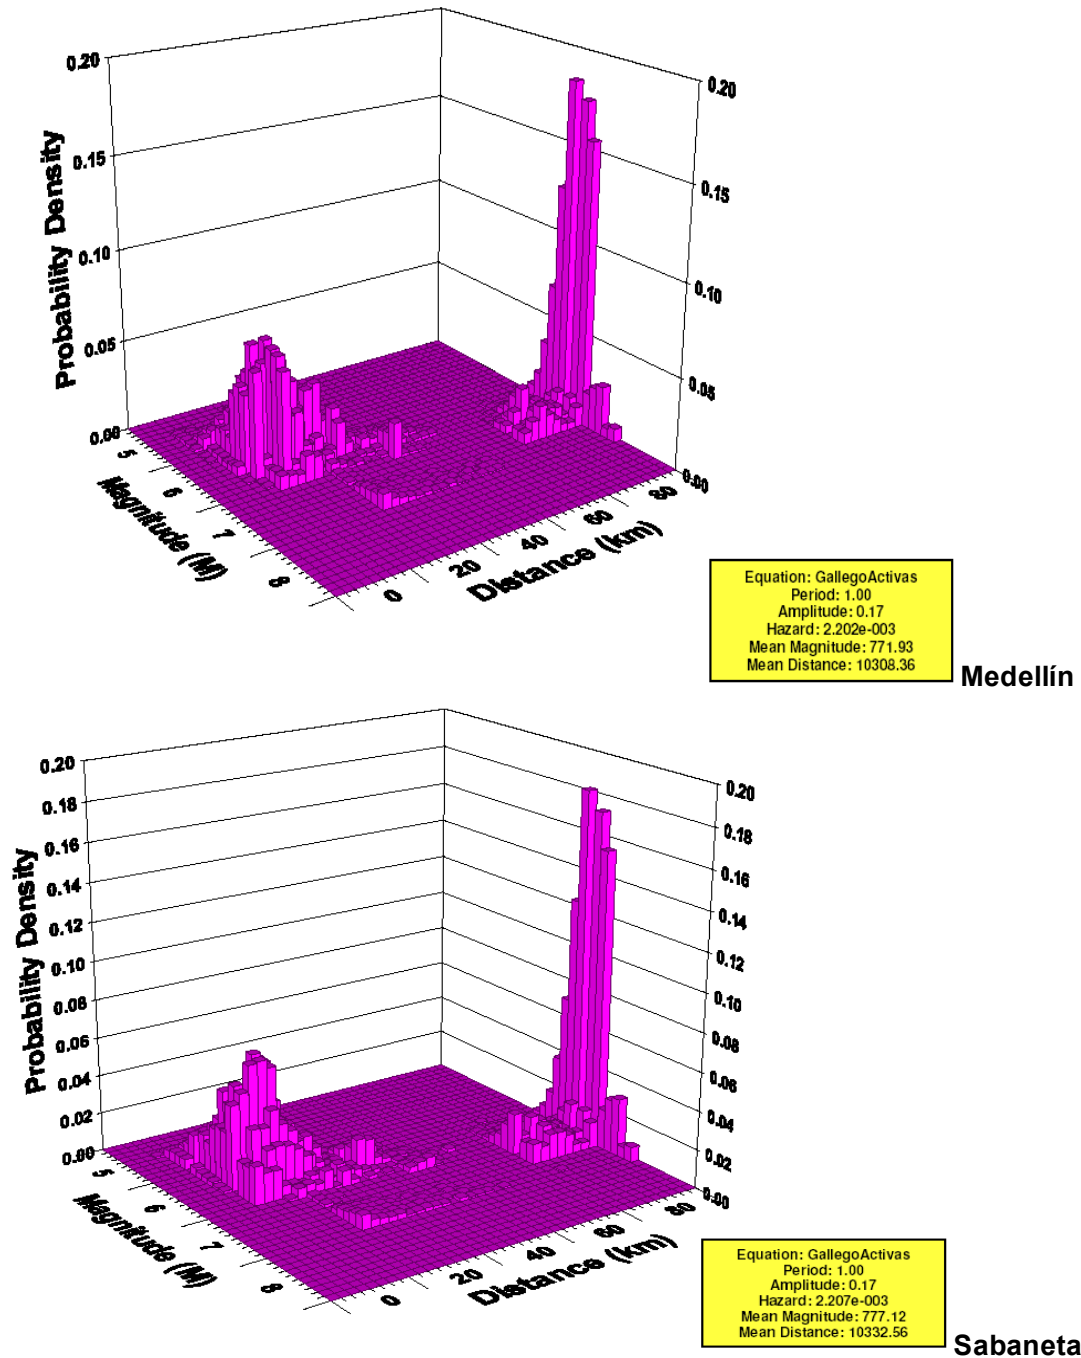 0.20
0.15
0.10
0.05
0.00
Probability Density
0.20
0.15
0.10
0.05
0.00
5
6
7
8
Magnitude (M)
0
20
40
60
80
Distance (km)
Equation: GallegoActivas
Period: 1.00
Amplitude: 0.17
Hazard: 2.202e-003
Mean Magnitude: 771.93
Mean Distance: 10308.36
Medellín
0.20
0.18
0.16
0.14
0.12
0.10
0.08
0.06
0.04
0.02
0.00
Probability Density
0.20
0.18
0.16
0.14
0.12
0.10
0.08
0.06
0.04
0.02
0.00
5
6
7
8
Magnitude (M)
0
20
40
60
80
Distance (km)
Equation: GallegoActivas
Period: 1.00
Amplitude: 0.17
Hazard: 2.207e-003
Mean Magnitude: 777.12
Mean Distance: 10332.56
Sabaneta